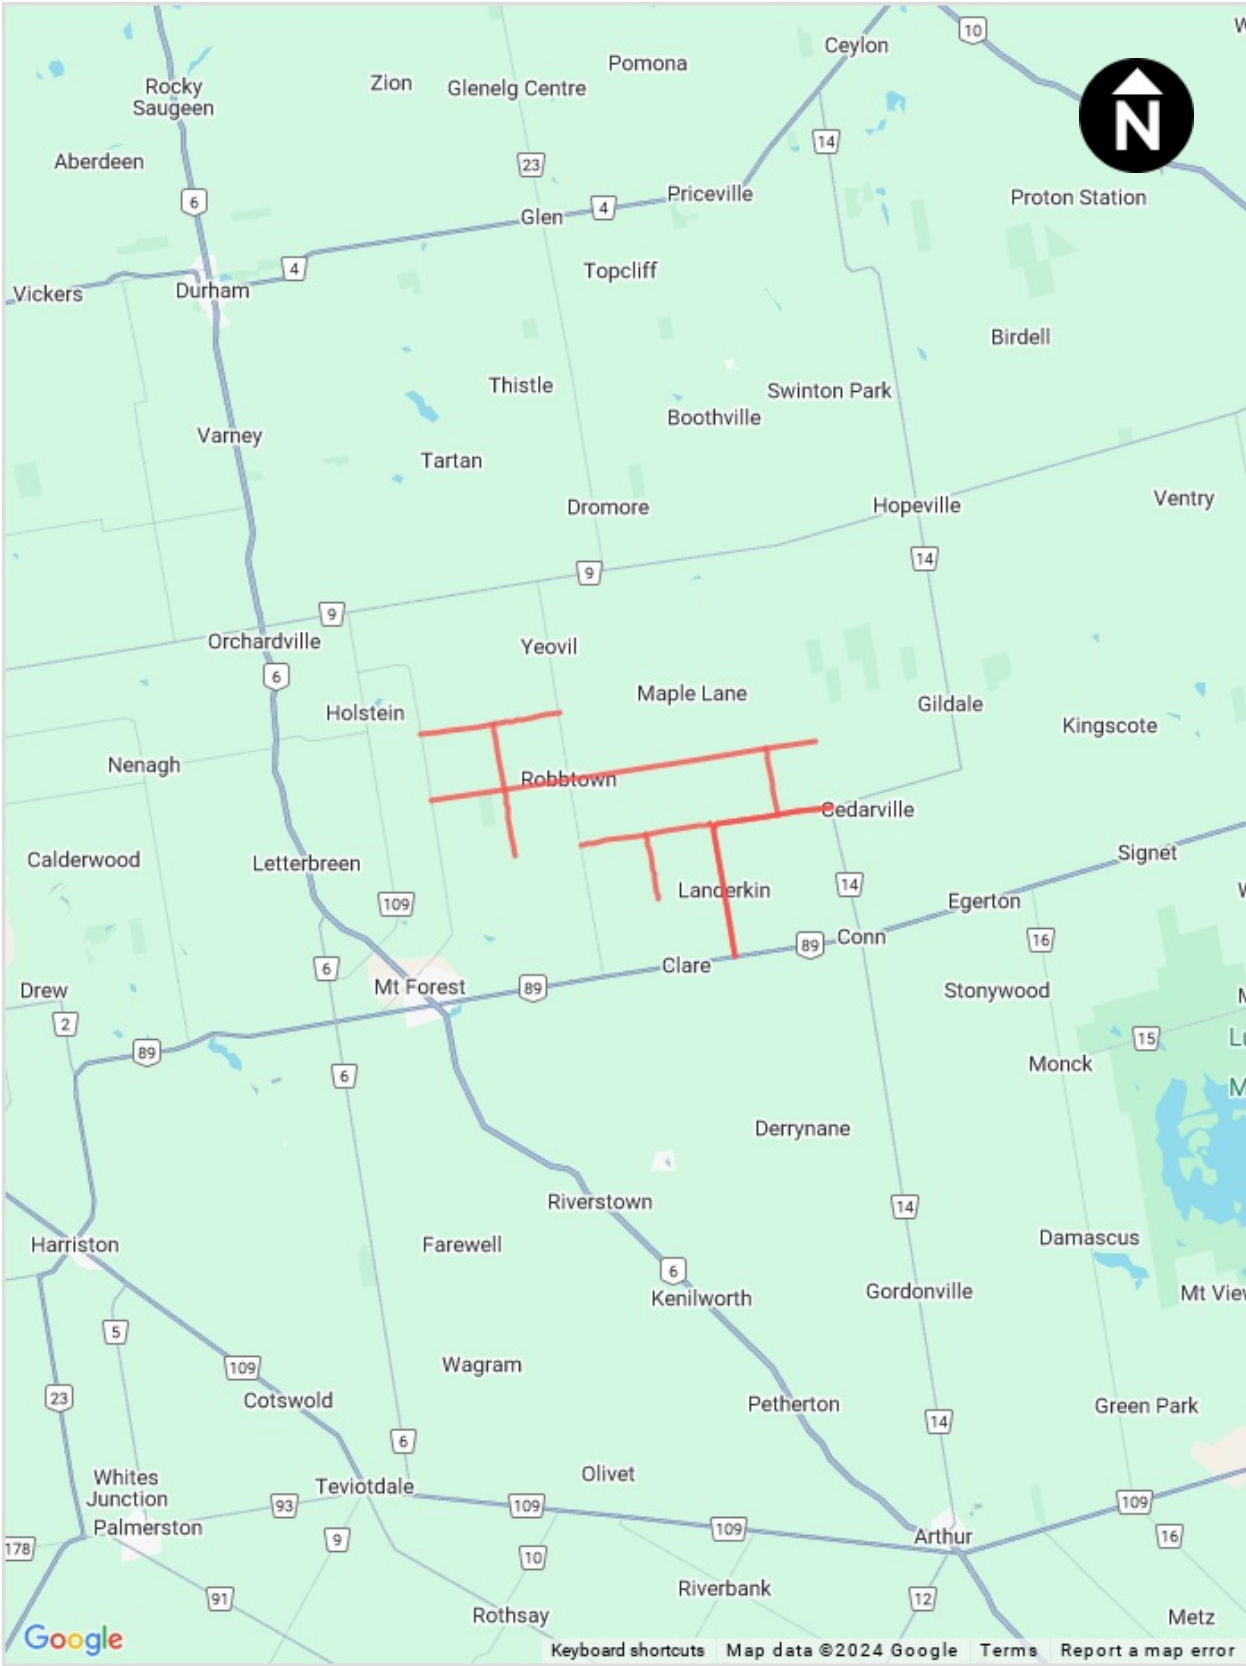 10
Ceylon
Pomona
Zion
Glenelg Centre
Rocky
Saugeen
N
14
Aberdeen
23
6
Priceville
Proton Station
4
Glen
Topcliff
4
Vickers
Durham
Birdell
Thistle
Swinton Park
Boothville
Varney
Tartan
Dromore
Hopeville
Ventry
14
9
9
Orchardville
Yeovil
6
Maple Lane
Gildale
Holstein
Kingscote
Nenagh
Robbtown
Cedarville
Signet
Calderwood
Letterbreen
Landerkin
14
Egerton
109
Conn
89
16
Clare
6
Mt Forest
89
Drew
Stonywood
2
15
89
Monck
6
Derrynane
Riverstown
14
Damascus
Harriston
Farewell
6
Kenilworth
Gordonville
Mt View
5
109
Wagram
23
Cotswold
Petherton
Green Park
14
6
Olivet
Whites
Junction
Teviotdale
93
109
109
Palmerston
109
16
9
Arthur
178
10
91
Riverbank
12
Rothsay
Metz
Google
Keyboard shortcuts
Map data ©2024 Google
Terms
Report a map error